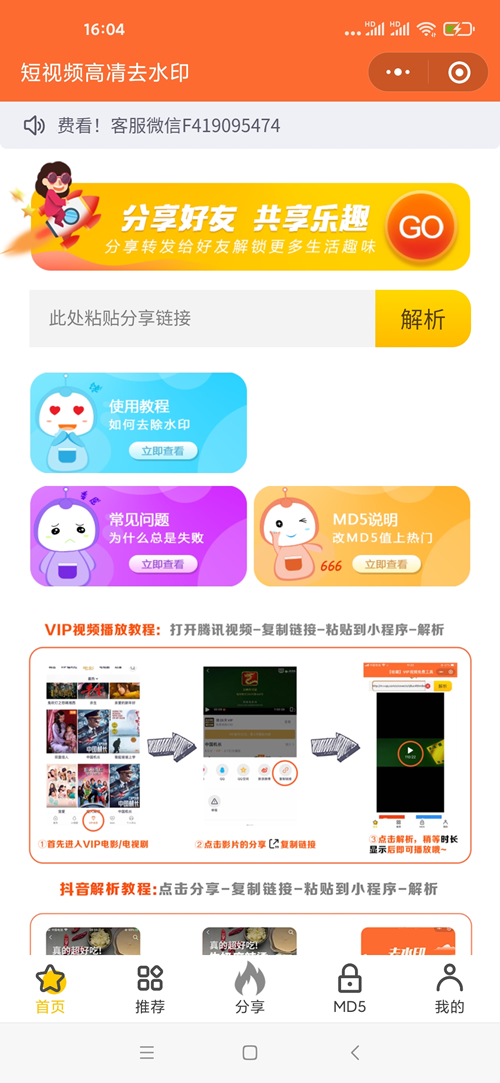 16:04
HD HD
短视频高清去水印
费看！客服微信F419095474
分享好友 共享乐趣
分享转发给好友解锁更多生活趣味
GO
此处粘贴分享链接
解析
使用教程
如何去除水印
立即查看
常见问题
为什么总是失败
立即查看
MD5说明
改MD5值上热门
666
立即查看
VIP视频播放教程：打开腾讯视频–复制链接–粘贴到小程序–解析
①首先进入VIP电影/电视剧
②点击影片的分享 复制链接
③点击解析，稍等时长
显示后即可播放哦~
抖音解析教程:点击分享–复制链接–粘贴到小程序–解析
真的超好吃!
真的超好吃!
去水印
首页
推荐
分享
MD5
我的